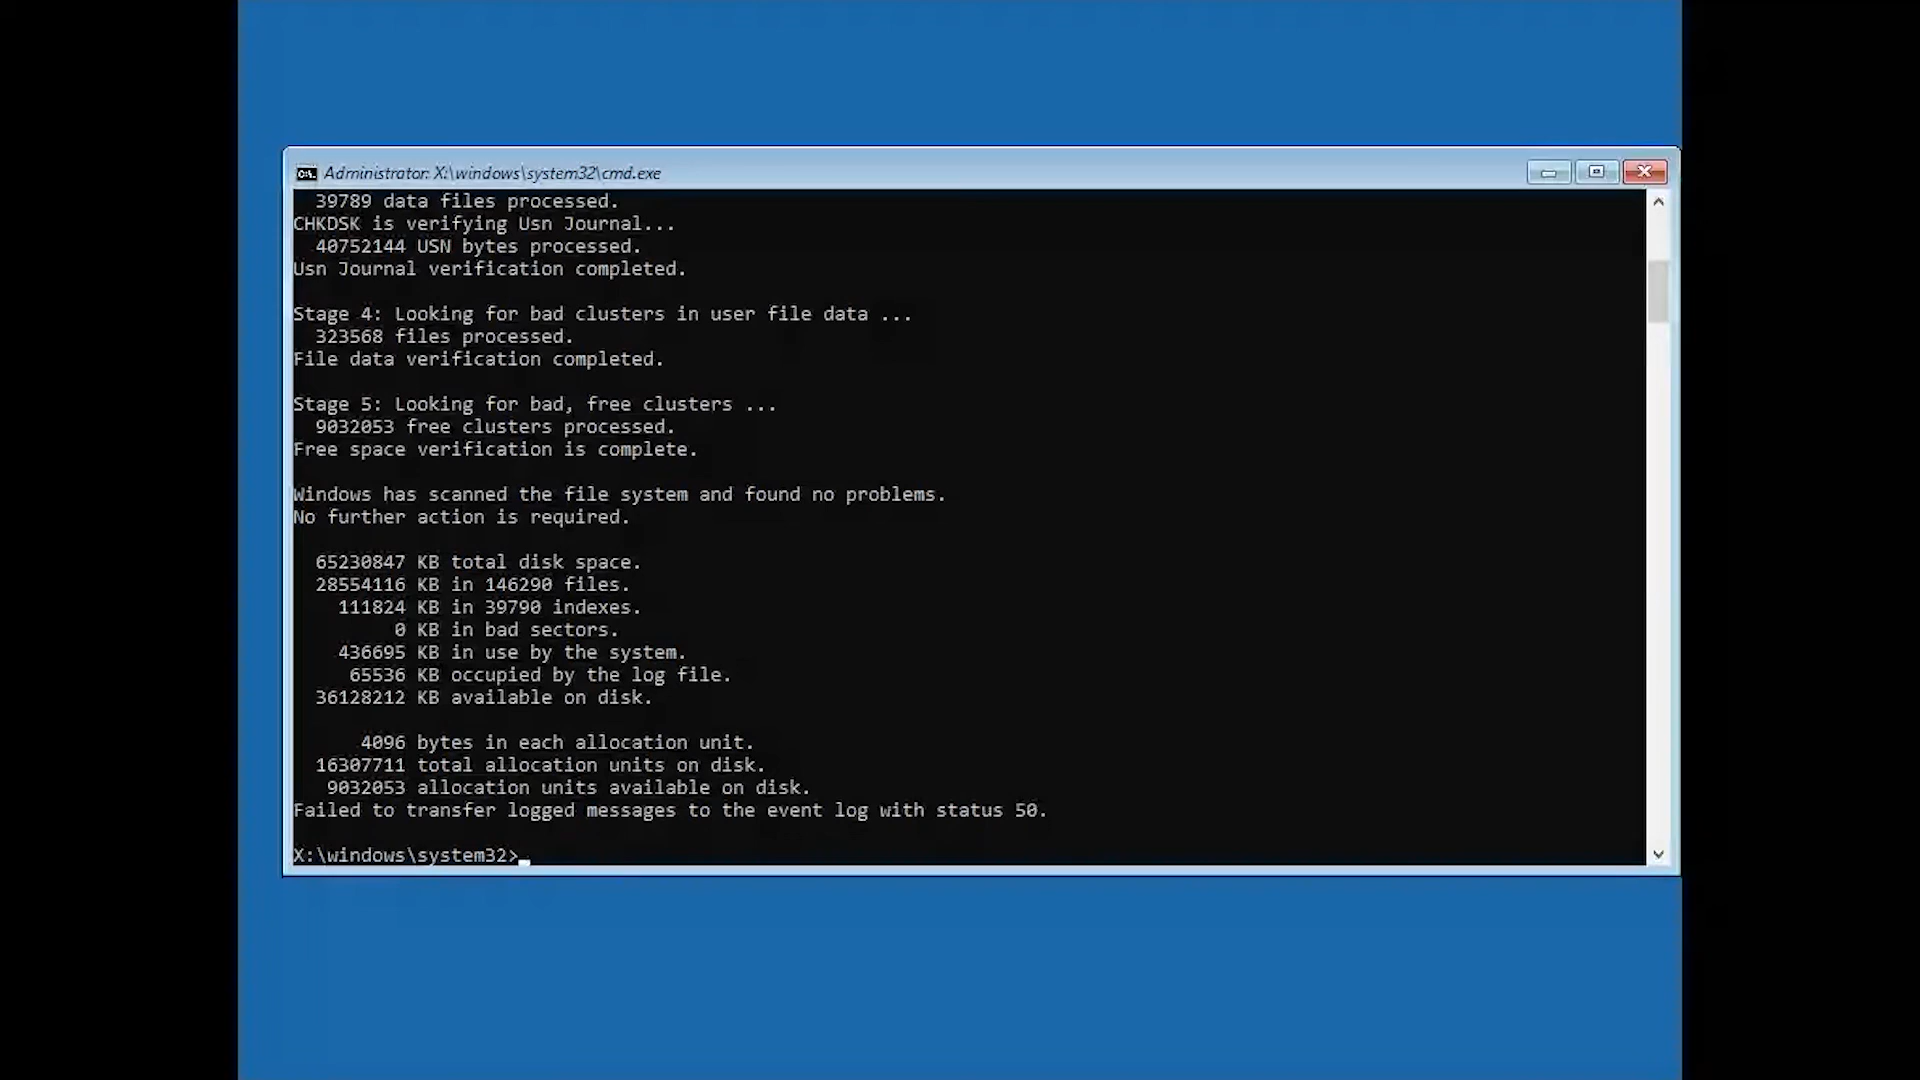 Administrator: X:\windows\system32\cmd.exe
39789 data files processed.
CHKDSK is verifying Usn Journal...
40752144 USN bytes processed.
Usn Journal verification completed.
Stage 4: Looking for bad clusters in user file data ...
323568 files processed.
File data verification completed.
Stage 5: Looking for bad, free clusters ...
9032053 free clusters processed.
Free space verification is complete.
Windows has scanned the file system and found no problems.
No further action is required.
65230847 KB total disk space.
28554116 KB in 146290 files.
111824 KB in 39790 indexes.
0 KB in bad sectors.
436695 KB in use by the system.
65536 KB occupied by the log file.
36128212 KB available on disk.
4096 bytes in each allocation unit.
16307711 total allocation units on disk.
9032053 allocation units available on disk.
Failed to transfer logged messages to the event log with status 50.
X:\windows\system32>